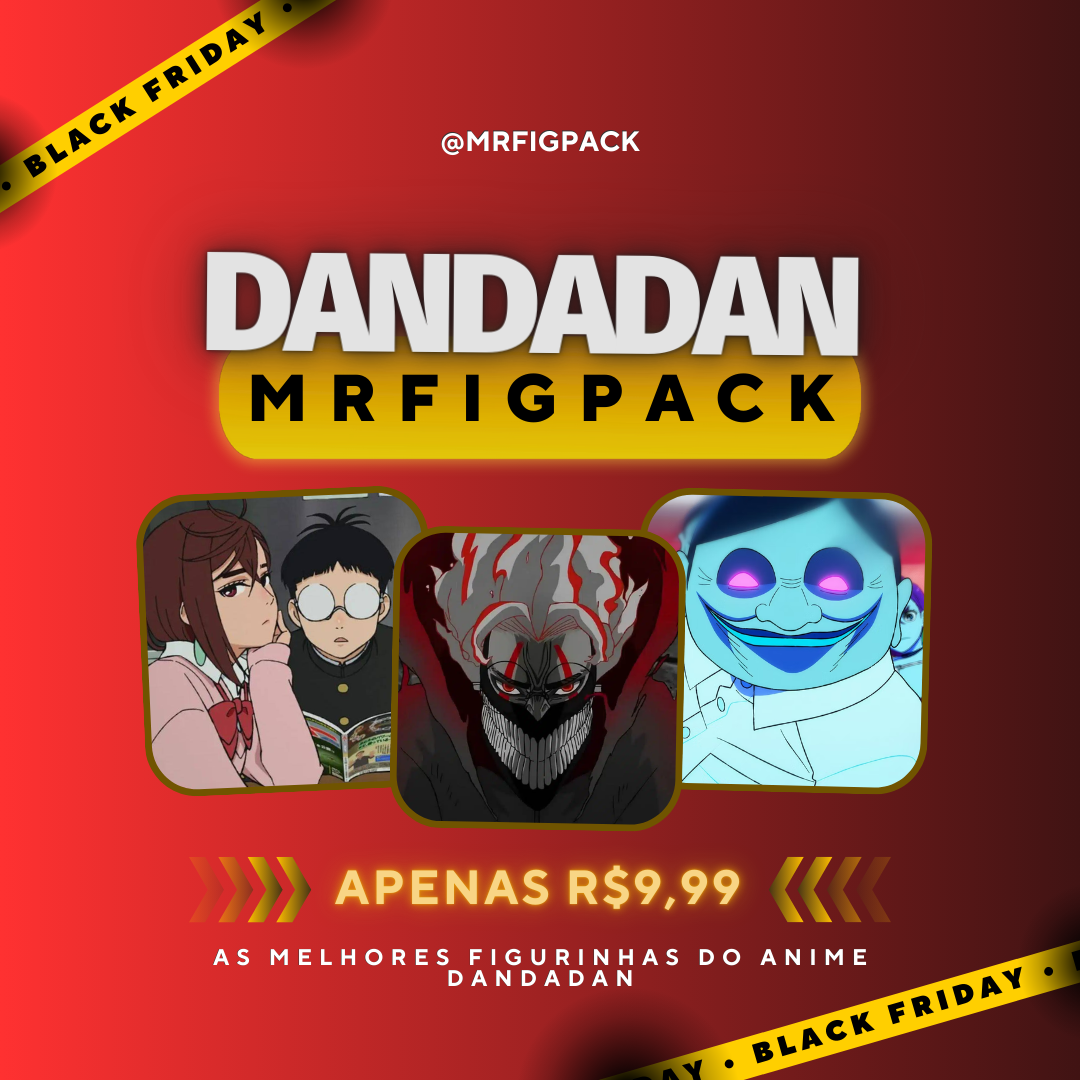 • BLACK FRIDAY •
@MRFIGPACK
DANDADAN
MRFIGPACK
APENAS R$9,99
AS MELHORES FIGURINHAS DO ANIME
DANDADAN
AY • BLACK FRIDAY •